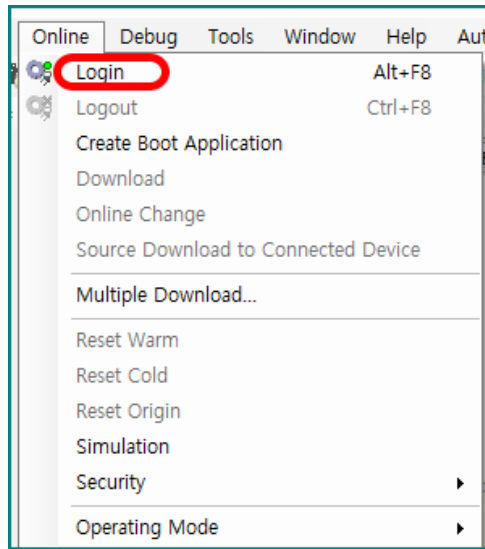 Online Debug Tools Window Help Aut
Login Alt+F8
Logout Ctrl+F8
Create Boot Application
Download
Online Change
Source Download to Connected Device
Multiple Download...
Reset Warm
Reset Cold
Reset Origin
Simulation
Security
Operating Mode